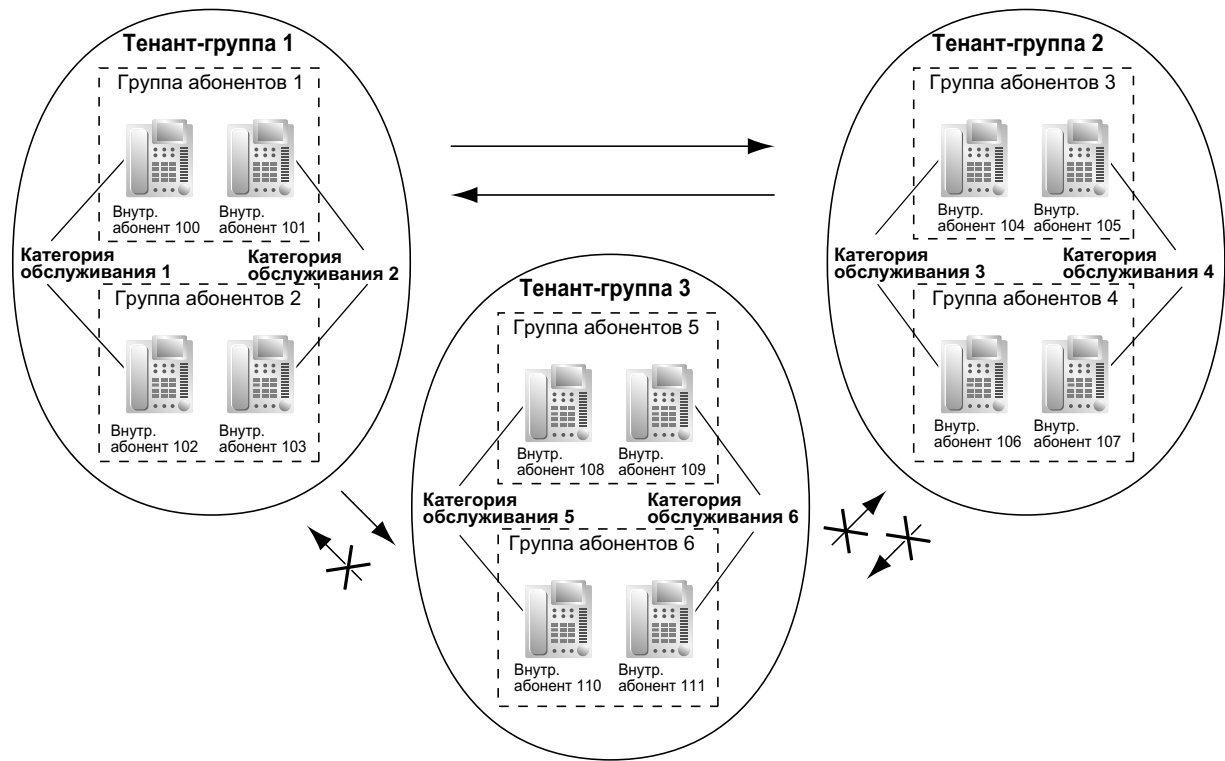 Тенант-группа 1
Группа абонентов 1
Внутр.
абонент 100
Внутр.
абонент 101
Категория
обслуживания 1
Категория
обслуживания 2
Группа абонентов 2
Внутр.
абонент 102
Внутр.
абонент 103
Тенант-группа 2
Группа абонентов 3
Внутр.
абонент 104
Внутр.
абонент 105
Категория
обслуживания 3
Категория
обслуживания 4
Группа абонентов 4
Внутр.
абонент 106
Внутр.
абонент 107
Тенант-группа 3
Группа абонентов 5
Внутр.
абонент 108
Внутр.
абонент 109
Категория
обслуживания 5
Категория
обслуживания 6
Группа абонентов 6
Внутр.
абонент 110
Внутр.
абонент 111